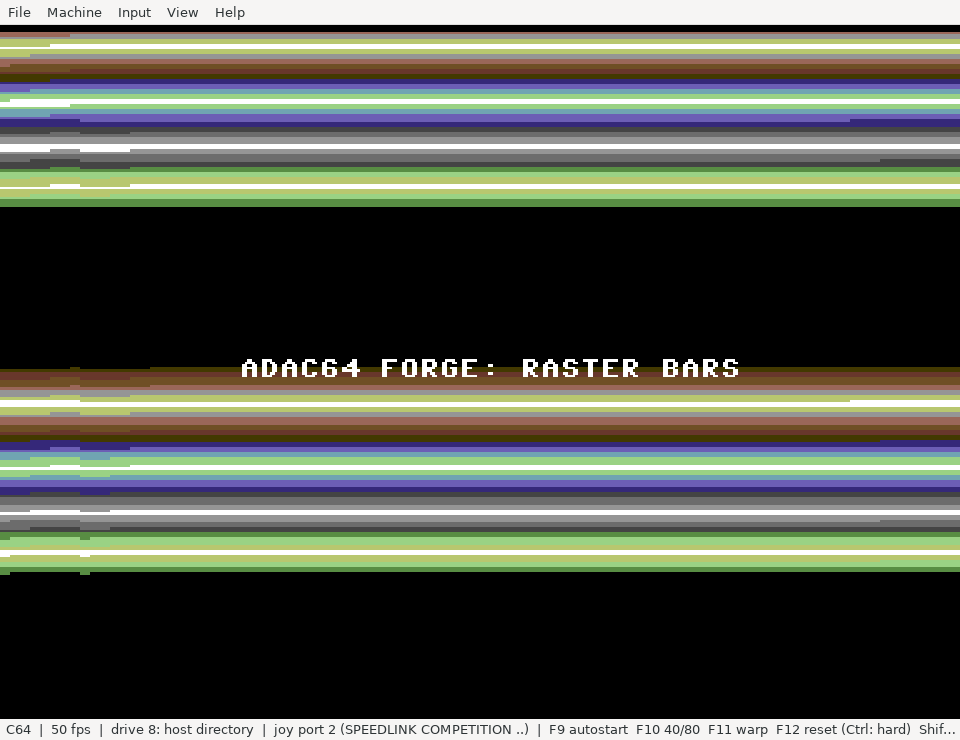 File Machine Input View Help
ADAC64 FORGE: RASTER BARS
C64 | 50 fps | drive 8: host directory | joy port 2 (SPEEDLINK COMPETITION ..) | F9 autostart F10 40/80 F11 warp F12 reset (Ctrl: hard) Shif...